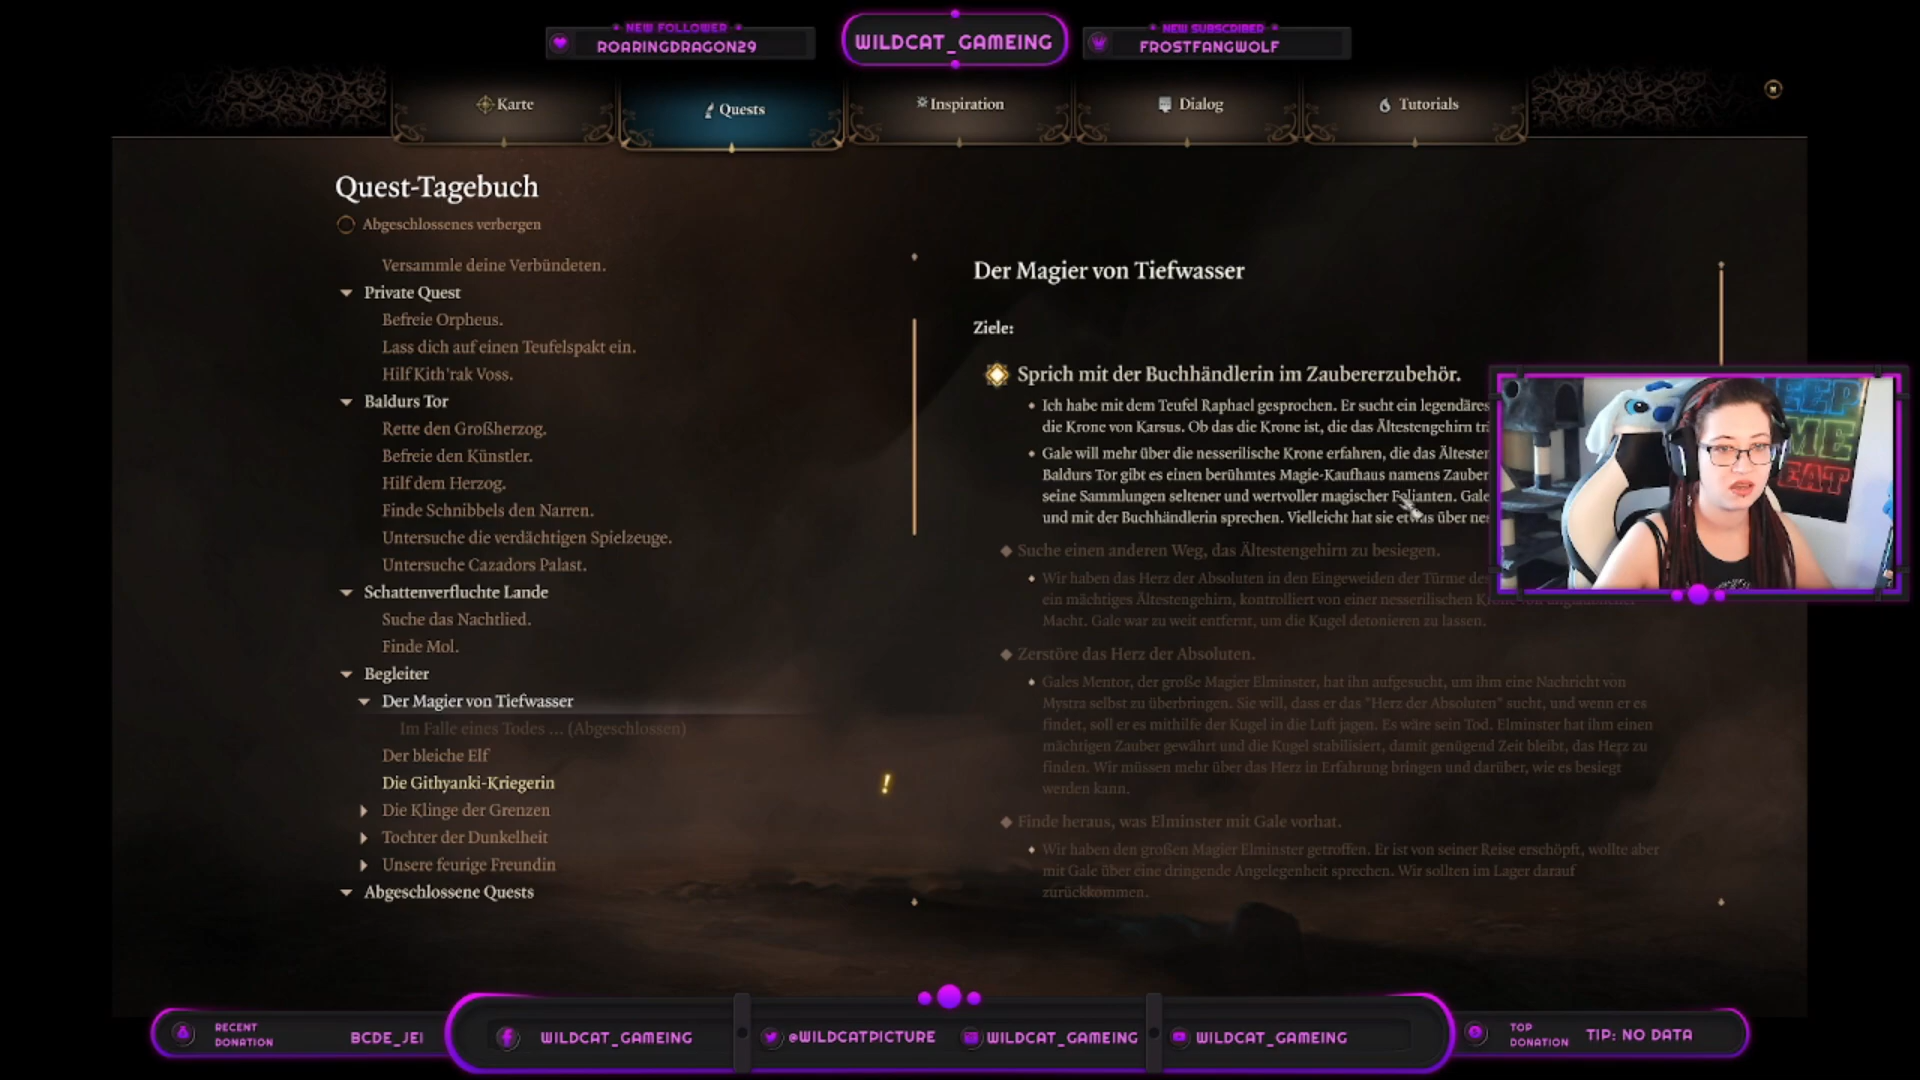 NEW FOLLOWER
ROARINGDRAGON29
WILDCAT_GAMEING
NEW SUBSCRIBER
FROSTFANGWOLF
Karte
Quests
Inspiration
Dialog
Tutorials
Quest-Tagebuch
Abgeschlossenes verbergen
Versammle deine Verbündeten.
Private Quest
Befreie Orpheus.
Lass dich auf einen Teufelspakt ein.
Hilf Kith'rak Voss.
Baldurs Tor
Rette den Großherzog.
Befreie den Künstler.
Hilf dem Herzog.
Finde Schnibbels den Narren.
Untersuche die verdächtigen Spielzeuge.
Untersuche Cazadors Palast.
Schattenverfluchte Lande
Suche das Nachtlied.
Finde Mol.
Begleiter
Der Magier von Tiefwasser
Im Falle eines Todes ... (Abgeschlossen)
Der bleiche Elf
Die Githyanki-Kriegerin
Die Klinge der Grenzen
Tochter der Dunkelheit
Unsere feurige Freundin
Abgeschlossene Quests
Der Magier von Tiefwasser
Ziele:
Sprich mit der Buchhändlerin im Zaubererzubehör.
Ich habe mit dem Teufel Raphael gesprochen. Er sucht ein legendäres
die Krone von Karsus. Ob das die Krone ist, die das Ältestengehirn
Gale will mehr über die nesserilische Krone erfahren, die das
Baldurs Tor gibt es einen berühmtes Magie-Kaufhaus namens
seine Sammlungen seltener und wertvoller magischer Folianten. Gale
und mit der Buchhändlerin sprechen. Vielleicht hat sie etwas über
Suche einen anderen Weg, das Ältestengehirn zu besiegen.
Wir haben das Herz der Absoluten in den Eingeweiden der Türme
ein mächtiges Ältestengehirn, kontrolliert von einer nesserilischen
Macht. Gale war zu weit entfernt, um die Kugel detonieren zu lassen.
Zerstöre das Herz der Absoluten.
Gales Mentor, der große Magier Elminster, hat ihn aufgesucht, um ihm eine Nachricht von
Mystra selbst zu überbringen. Sie will, dass er das "Herz der Absoluten" sucht, und wenn er es
findet, soll er es mithilfe der Kugel in die Luft jagen. Es wäre sein Tod. Elminster hat ihm einen
mächtigen Zauber gewährt und die Kugel stabilisiert, damit genügend Zeit bleibt, das Herz zu
finden. Wir müssen mehr über das Herz in Erfahrung bringen und darüber, wie es besiegt
werden kann.
Finde heraus, was Elminster mit Gale vorhat.
Wir haben den großen Magier Elminster getroffen. Er ist von seiner Reise erschöpft, wollte aber
mit Gale über eine dringende Angelegenheit sprechen. Wir sollten im Lager darauf
zurückkommen.
RECENT
DONATION
BCDE_JEI
WILDCAT_GAMEING
@WILDCATPICTURE
WILDCAT_GAMEING
WILDCAT_GAMEING
TOP
DONATION
TIP: NO DATA